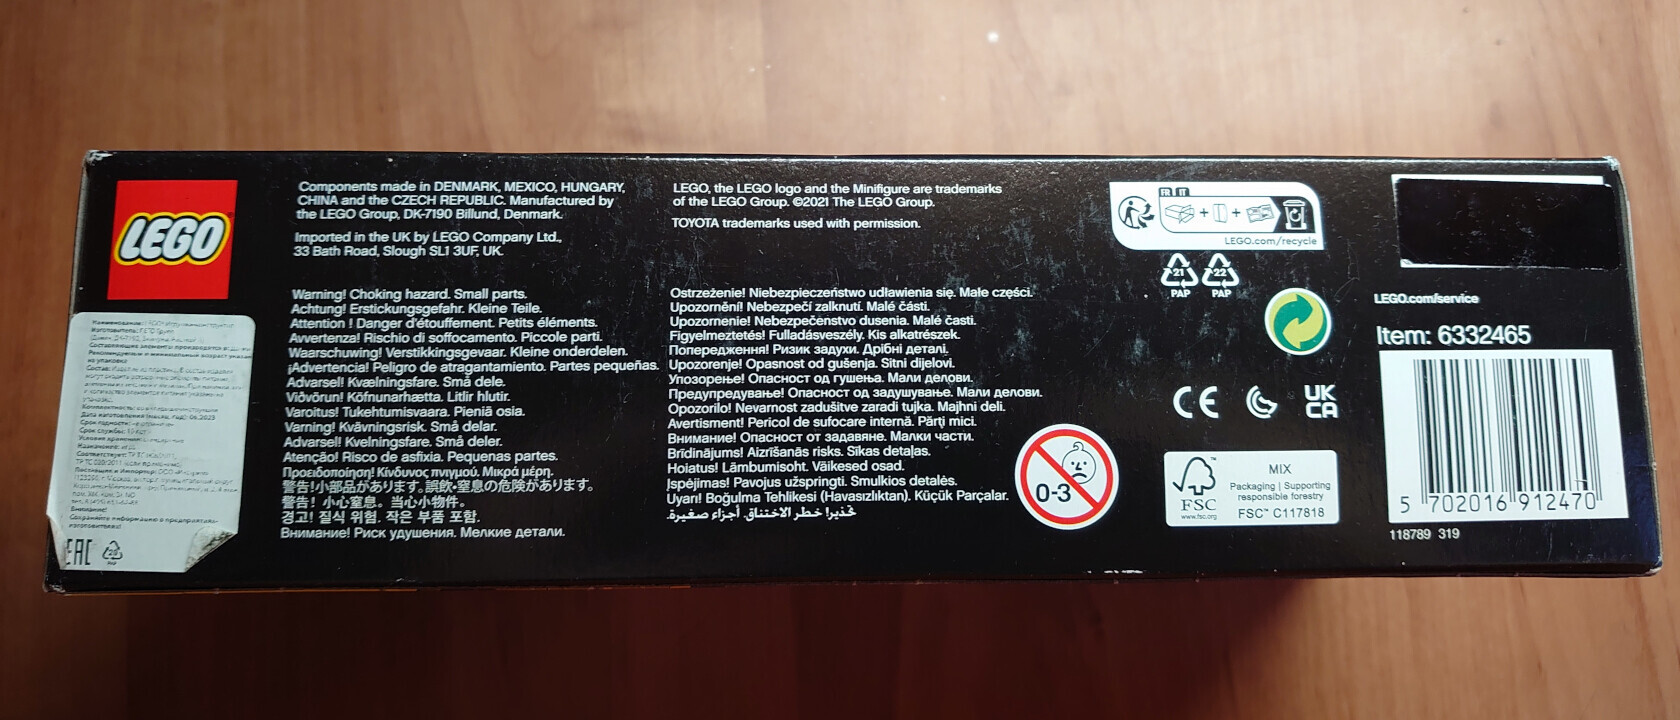 LEGO
Components made in DENMARK, MEXICO, HUNGARY,
CHINA and the CZECH REPUBLIC. Manufactured by
the LEGO Group, DK-7190 Billund, Denmark.
Imported in the UK by LEGO Company Ltd.,
33 Bath Road, Slough SL1 3UF, UK.
Warning! Choking hazard. Small parts.
Achtung! Erstickungsgefahr. Kleine Teile.
Attention ! Danger d'étouffement. Petits éléments.
Avvertenza! Rischio di soffocamento. Piccole parti.
Waarschuwing! Verstikkingsgevaar. Kleine onderdelen.
¡Advertencia! Peligro de atragantamiento. Partes pequeñas.
Advarsel! Kvælningsfare. Små dele.
Viðvörun! Köfnunarhætta. Litlir hlutir.
Varoitus! Tukehtumisvaara. Pieniä osia.
Varning! Kvävningsrisk. Små delar.
Advarsel! Kvelningsfare. Små deler.
Atenção! Risco de asfixia. Pequenas partes.
Προειδοποίηση! Κίνδυνος πνιγμού. Μικρά μέρη.
警告!小部品があります。誤飲・窒息の危険があります。
警告! 小心窒息。当心小物件。
경고! 질식 위험. 작은 부품 포함.
Внимание! Риск удушения. Мелкие детали.
LEGO, the LEGO logo and the Minifigure are trademarks
of the LEGO Group. ©2021 The LEGO Group.
TOYOTA trademarks used with permission.
Ostrzeżenie! Niebezpieczeństwo udławienia się. Małe części.
Upozornění! Nebezpečí zalknutí. Malé části.
Upozornenie! Nebezpečenstvo dusenia. Malé časti.
Figyelmeztetés! Fulladásveszély. Kis alkatrészek.
Попередження! Ризик задухи. Дрібні деталі.
Upozorenje! Opasnost od gušenja. Sitni dijelovi.
Упозорење! Опасност од гушења. Мали делови.
Предупредување! Опасност од задушување. Мали делови.
Opozorilo! Nevarnost zadušitve zaradi tujka. Majhni deli.
Avertisment! Pericol de sufocare internă. Părți mici.
Внимание! Опасност от задавяне. Малки части.
Brīdinājums! Aizrīšanās risks. Sīkas detaļas.
Hoiatus! Lämbumisoht. Väikesed osad.
Įspėjimas! Pavojus užspringti. Smulkios detalės.
Uyarı! Boğulma Tehlikesi (Havasızlıktan). Küçük Parçalar.
تحذير! خطر الاختناق. أجزاء صغيرة.
0-3
FR IT
LEGO.com/recycle
21 22
PAP PAP
CE UK CA
FSC
www.fsc.org
MIX
Packaging | Supporting
responsible forestry
FSC™ C117818
LEGO.com/service
Item: 6332465
5 702016 912470
118789 319
Наименование:
Изготовитель:
06.2023
Внимание!
EAC
PAP